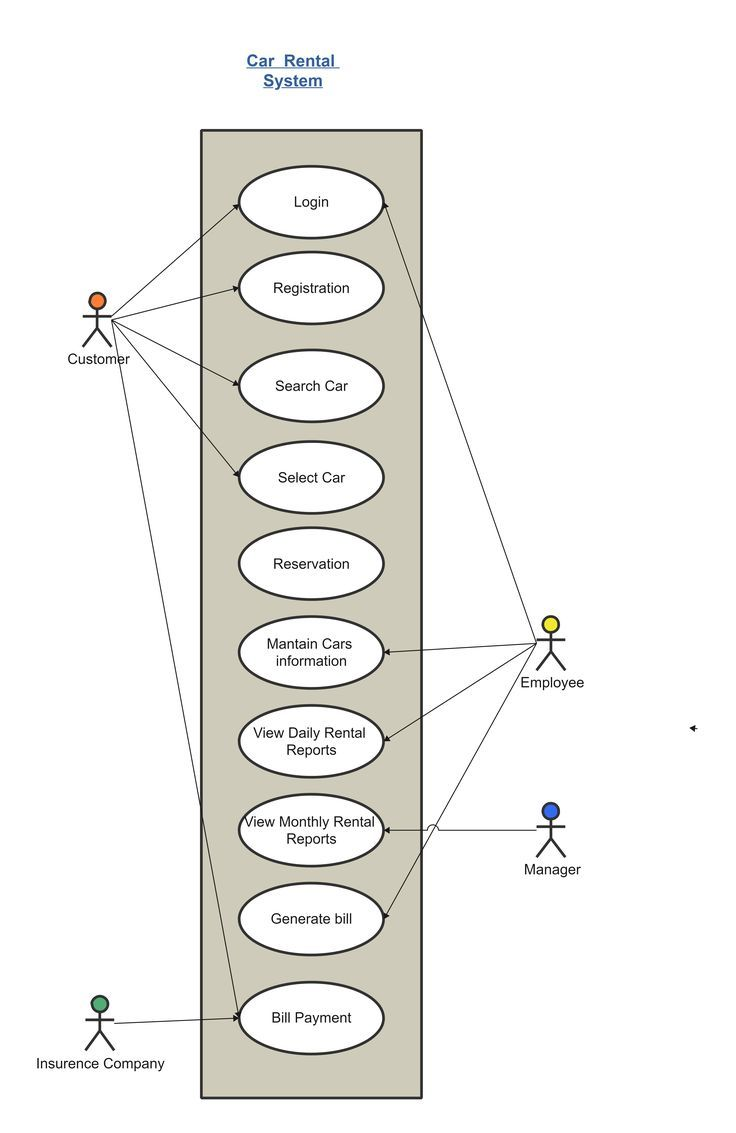 Car Rental
System
Login
Registration
Customer
Search Car
Select Car
Reservation
Mantain Cars
information
Employee
View Daily Rental
Reports
View Monthly Rental
Reports
Manager
Generate bill
Bill Payment
Insurence Company